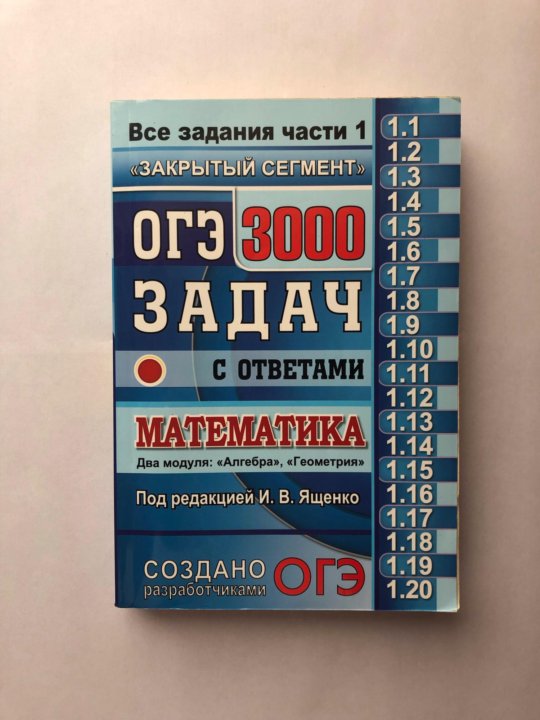 Все задания части 1
«ЗАКРЫТЫЙ СЕГМЕНТ»
ОГЭ 3000
ЗАДАЧ
С ОТВЕТАМИ
МАТЕМАТИКА
Два модуля: «Алгебра», «Геометрия»
Под редакцией И. В. Ященко
СОЗДАНО
разработчиками
ОГЭ
1.1
1.2
1.3
1.4
1.5
1.6
1.7
1.8
1.9
1.10
1.11
1.12
1.13
1.14
1.15
1.16
1.17
1.18
1.19
1.20